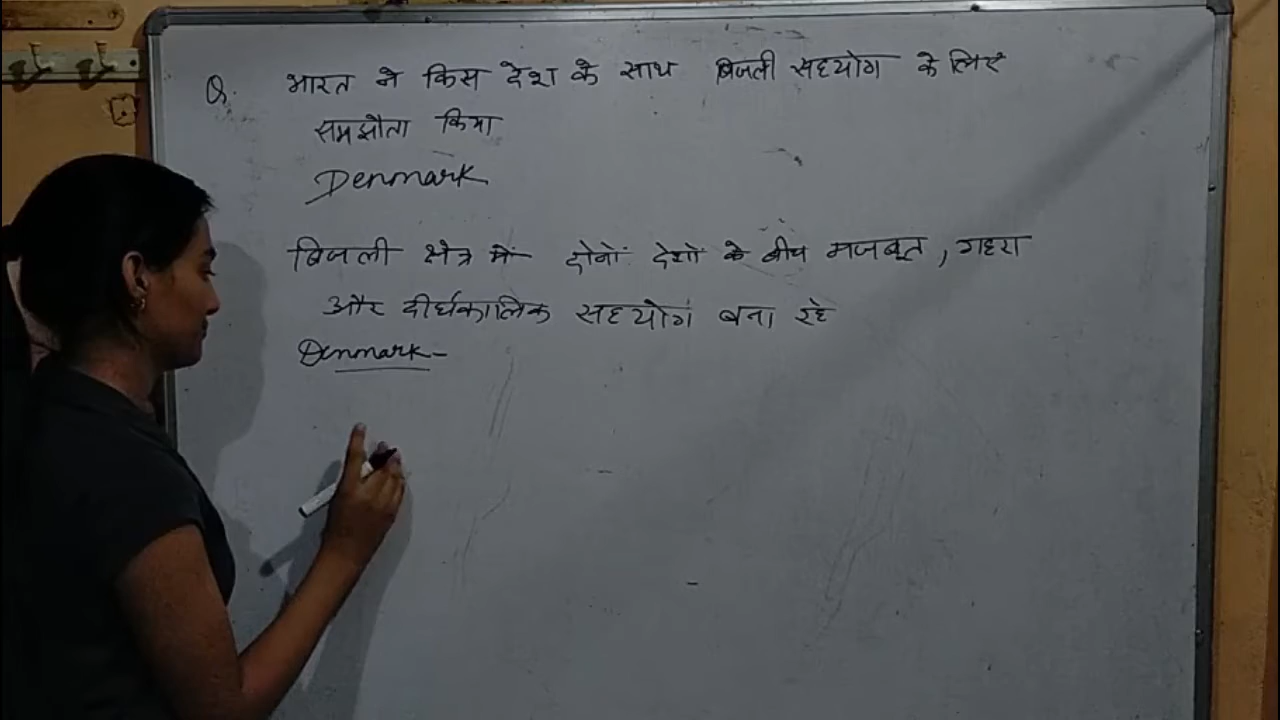 Q. भारत ने किस देश के साथ बिजली सहयोग के लिए
समझौता किया
Denmark
बिजली क्षेत्र में दोनों देशों के बीच मजबूत, गहरा
और दीर्घकालिक सहयोग बना रहे
Denmark-